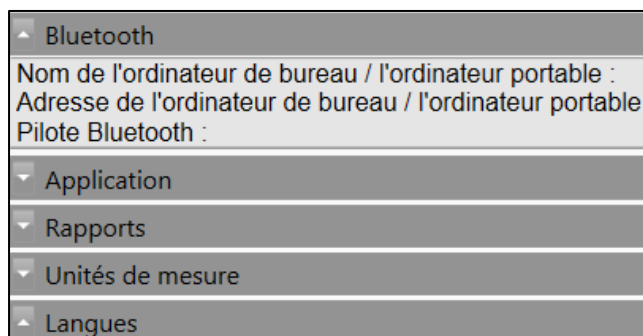 Bluetooth
Nom de l'ordinateur de bureau / l'ordinateur portable :
Adresse de l'ordinateur de bureau / l'ordinateur portable
Pilote Bluetooth :
Application
Rapports
Unités de mesure
Langues